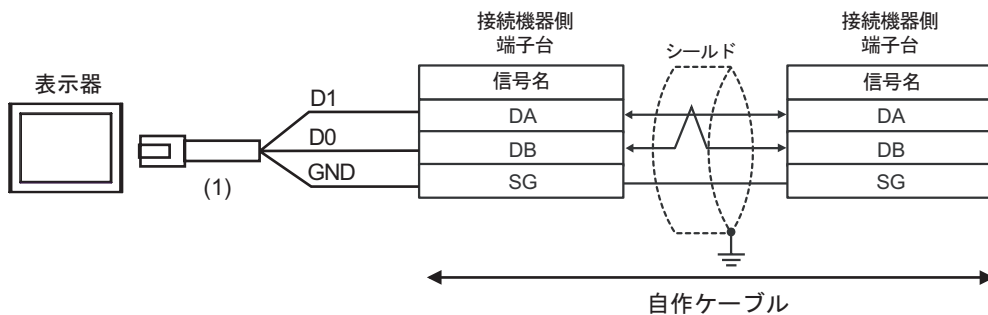 表示器
(1)
D1
D0
GND
接続機器側
端子台
信号名
DA
DB
SG
シールド
接続機器側
端子台
信号名
DA
DB
SG
自作ケーブル